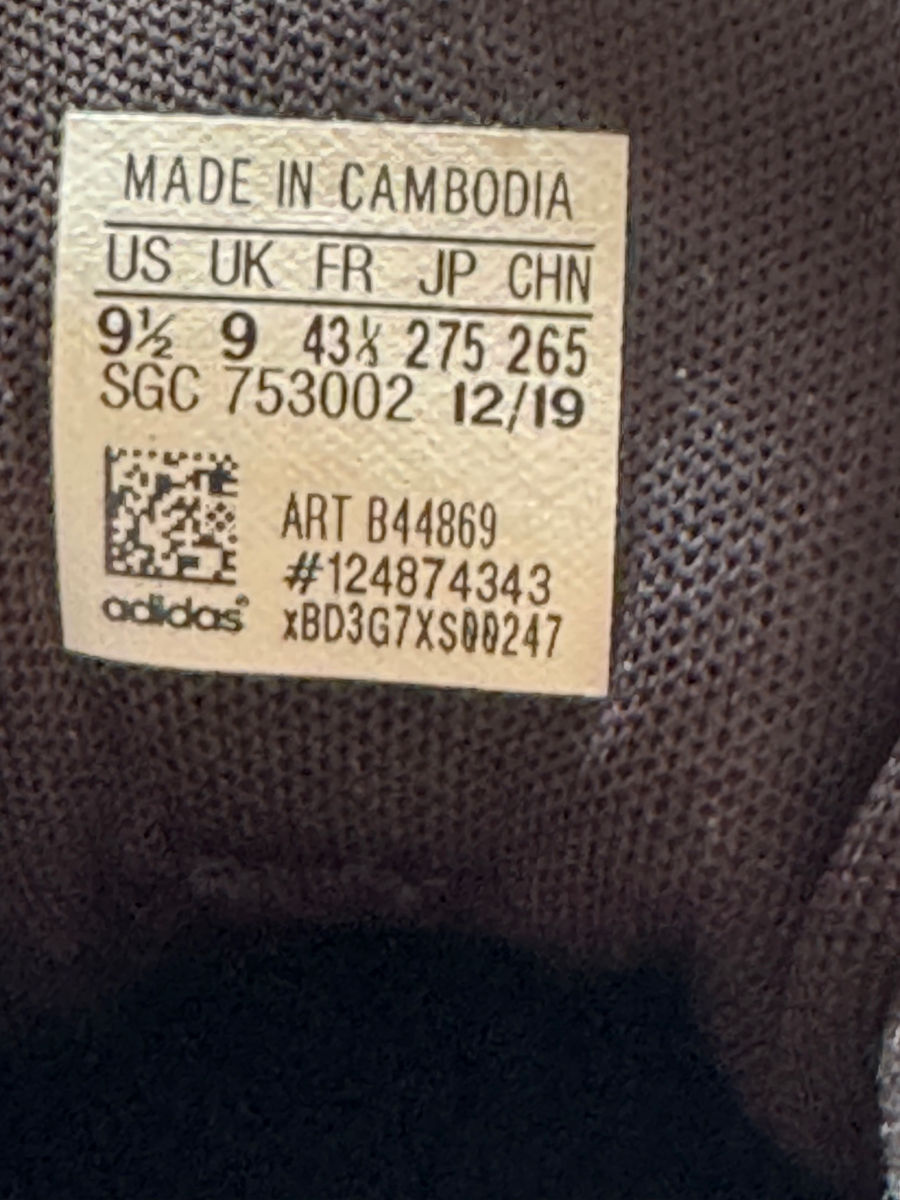 MADE IN CAMBODIA
US UK FR JP CHN
9½ 9 43⅓ 275 265
SGC 753002 12/19
ART B44869
#124874343
adidas®
xBD3G7XS00247